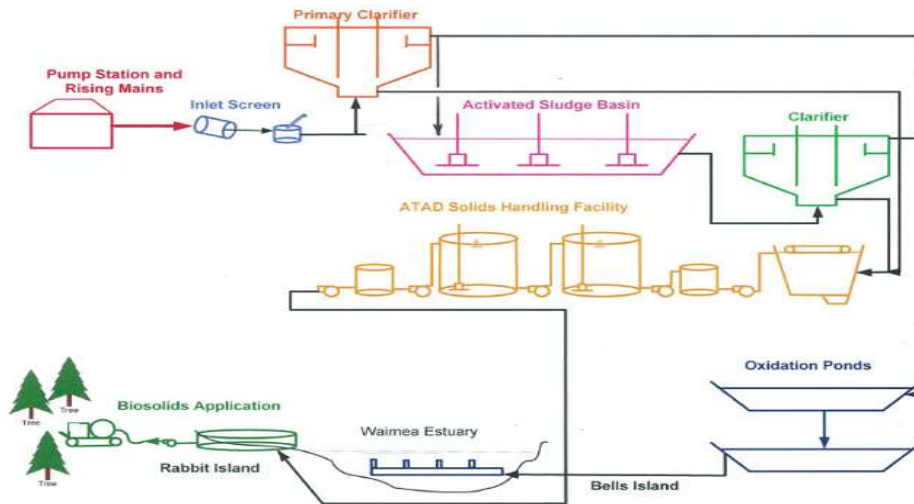 Primary Clarifier
Pump Station and
Rising Mains
Inlet Screen
Activated Sludge Basin
Clarifier
ATAD Solids Handling Facility
Oxidation Ponds
Tree
Tree
Biosolids Application
Waimea Estuary
Tree
Rabbit Island
Bells Island